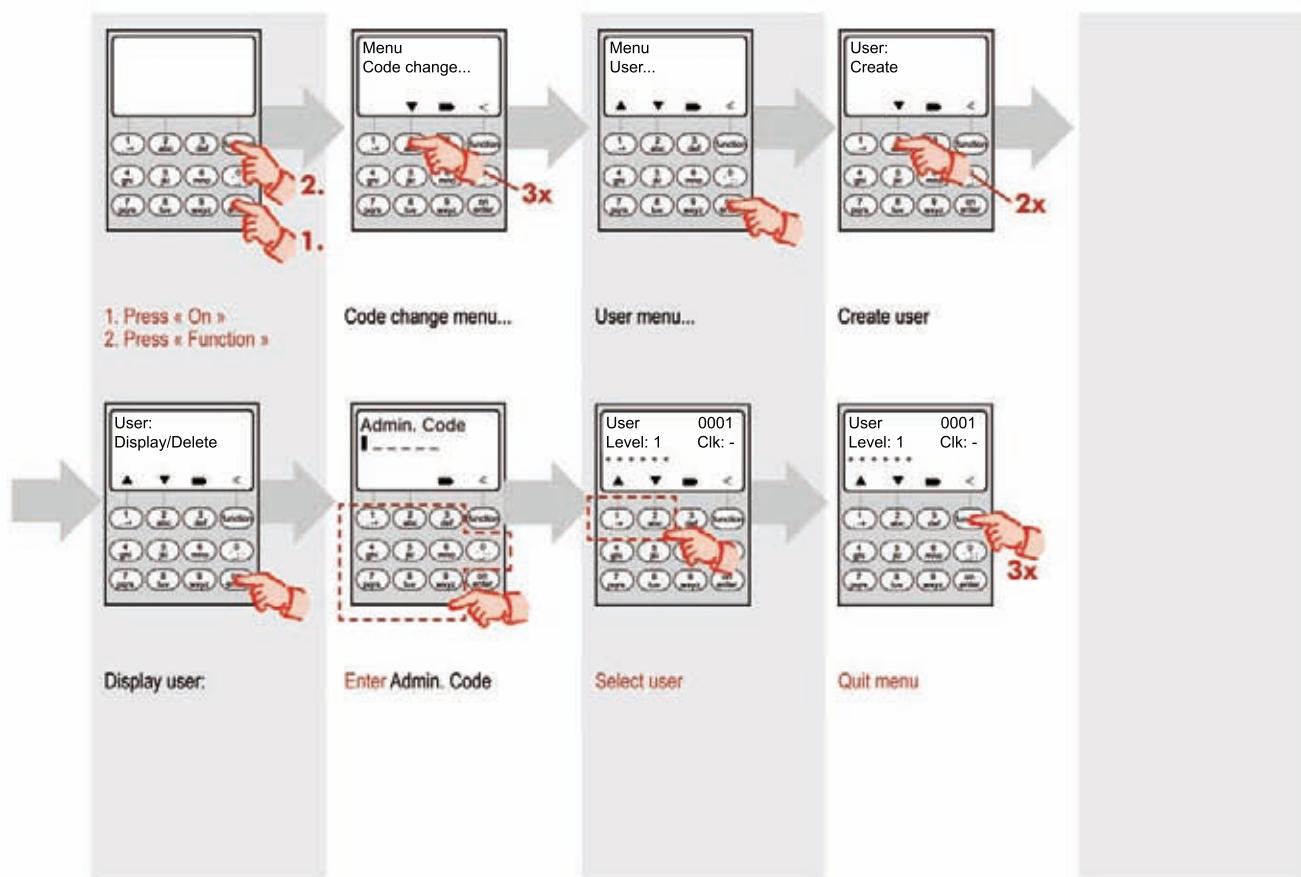 Menu
Code change...
Menu
User...
User:
Create
2.
1.
3x
2x
1. Press « On »
2. Press « Function »
Code change menu...
User menu...
Create user
User:
Display/Delete
Admin. Code
User 0001
Level: 1 Clk: -
User 0001
Level: 1 Clk: -
3x
Display user:
Enter Admin. Code
Select user
Quit menu